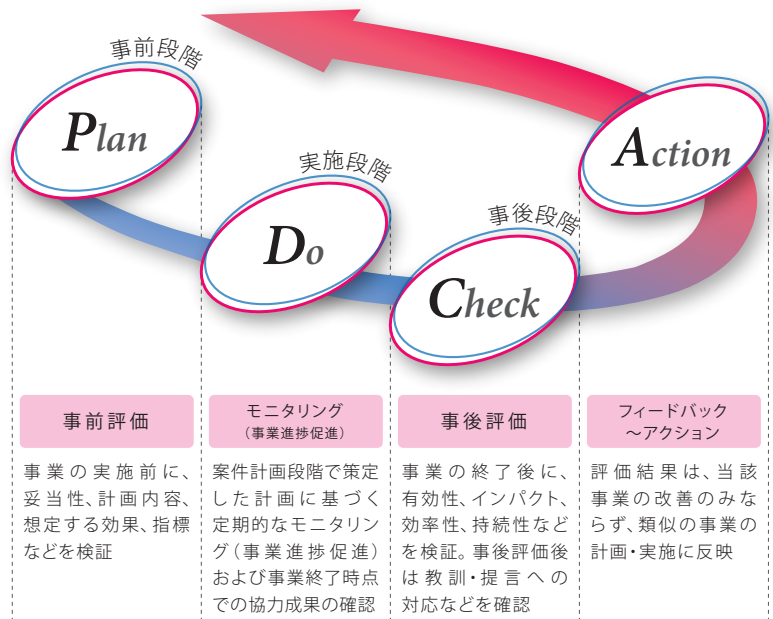 事前段階
Plan
実施段階
Do
事後段階
Check
Action
事前評価
事業の実施前に、
妥当性、計画内容、
想定する効果、指標
などを検証
モニタリング
（事業進捗促進）
案件計画段階で策定
した計画に基づく
定期的なモニタリン
グ（事業進捗促進）
および事業終了時点
での協力成果の確認
事後評価
事業の終了後に、
有効性、インパクト、
効率性、持続性など
を検証。事後評価後
は教訓・提言への
対応などを確認
フィードバック
～アクション
評価結果は、当該
事業の改善のみな
らず、類似の事業の
計画・実施に反映